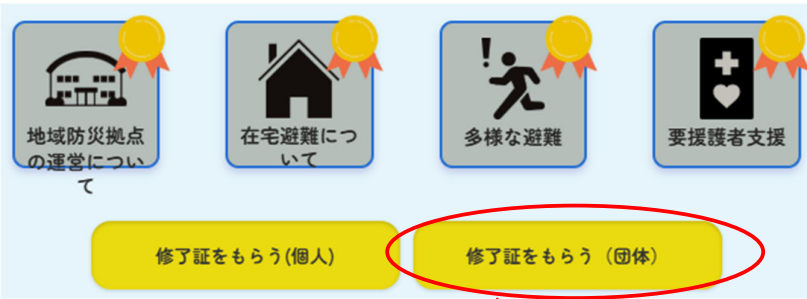 地域防災拠点
の運営につい
て
在宅避難につ
いて
多様な避難
要援護者支援
修了証をもらう(個人)
修了証をもらう（団体）